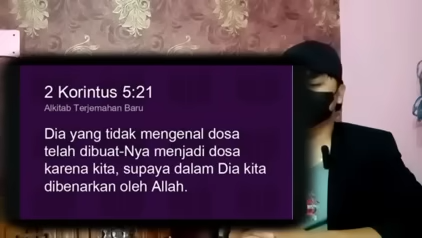 2 Korintus 5:21
Alkitab Terjemahan Baru
Dia yang tidak mengenal dosa
telah dibuat-Nya menjadi dosa
karena kita, supaya dalam Dia kita
dibenarkan oleh Allah.